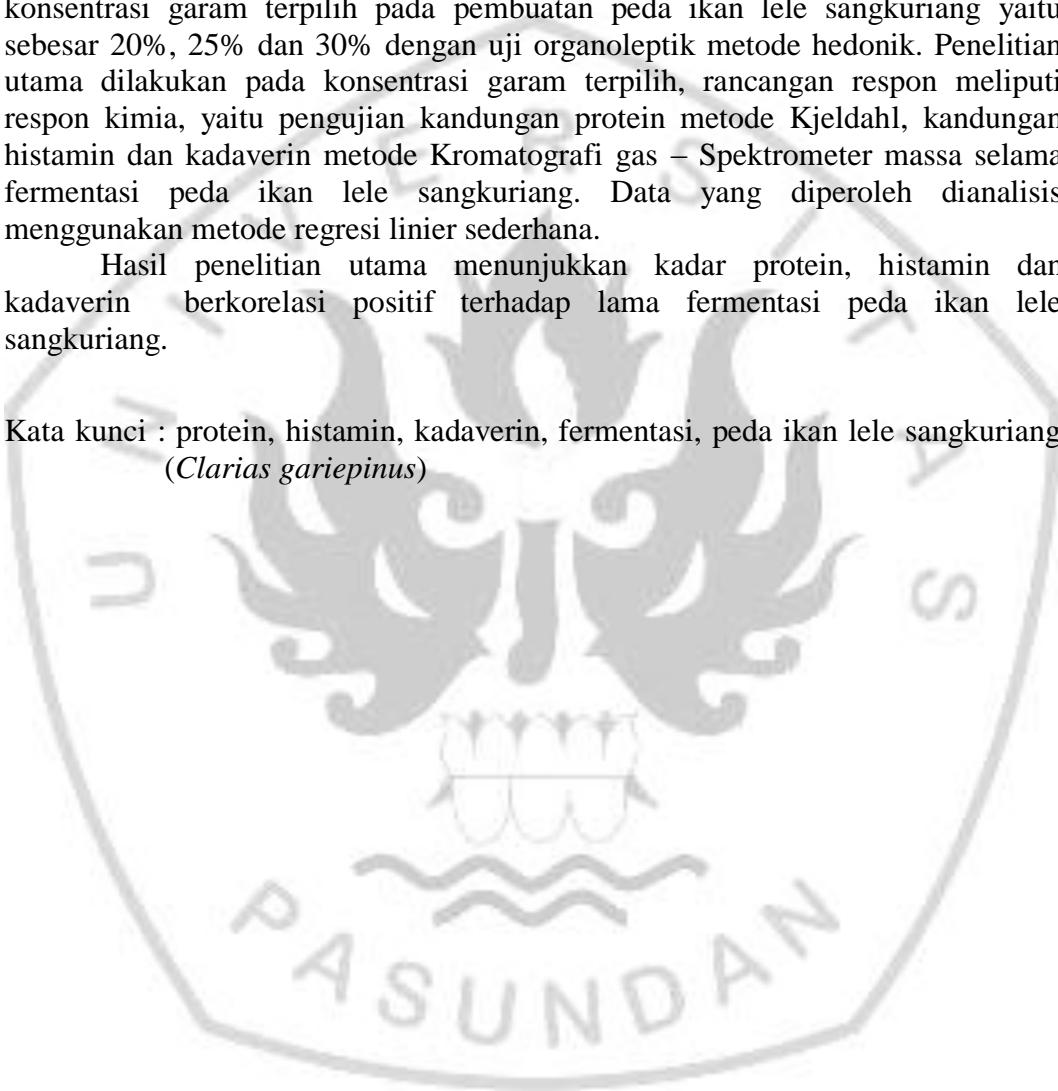 konsentrasi garam terpilih pada pembuatan peda ikan lele sangkuriang yaitu
sebesar 20%, 25% dan 30% dengan uji organoleptik metode hedonik. Penelitian
utama dilakukan pada konsentrasi garam terpilih, rancangan respon meliputi
respon kimia, yaitu pengujian kandungan protein metode Kjeldahl, kandungan
histamin dan kadaverin metode Kromatografi gas – Spektrometer massa selama
fermentasi peda ikan lele sangkuriang. Data yang diperoleh dianalisis
menggunakan metode regresi linier sederhana.
Hasil penelitian utama menunjukkan kadar protein, histamin dan
kadaverin berkorelasi positif terhadap lama fermentasi peda ikan lele
sangkuriang.
Kata kunci : protein, histamin, kadaverin, fermentasi, peda ikan lele sangkuriang
(Clarias gariepinus)
UNIVERSITAS
PASUNDAN